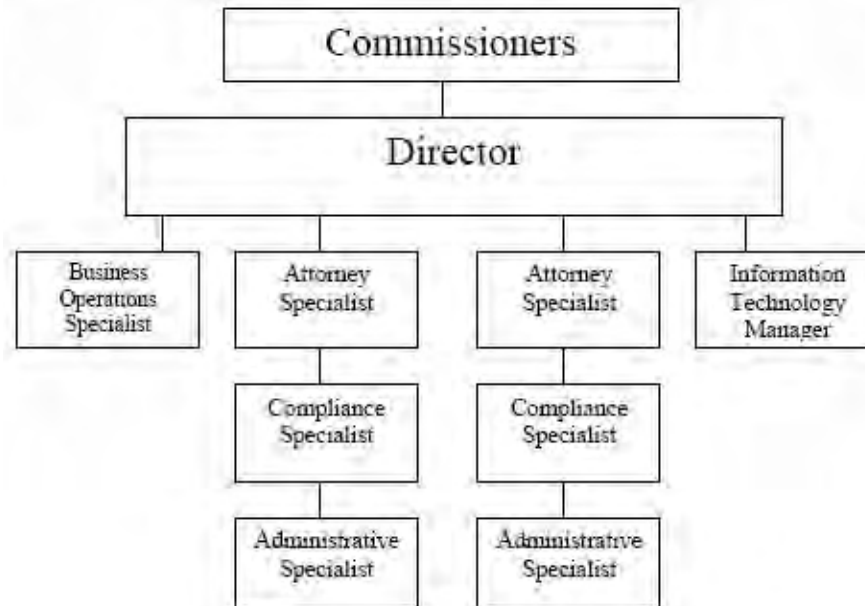 Commissioners
Director
Business
Operations
Specialist
Attorney
Specialist
Attorney
Specialist
Information
Technology
Manager
Compliance
Specialist
Compliance
Specialist
Administrative
Specialist
Administrative
Specialist